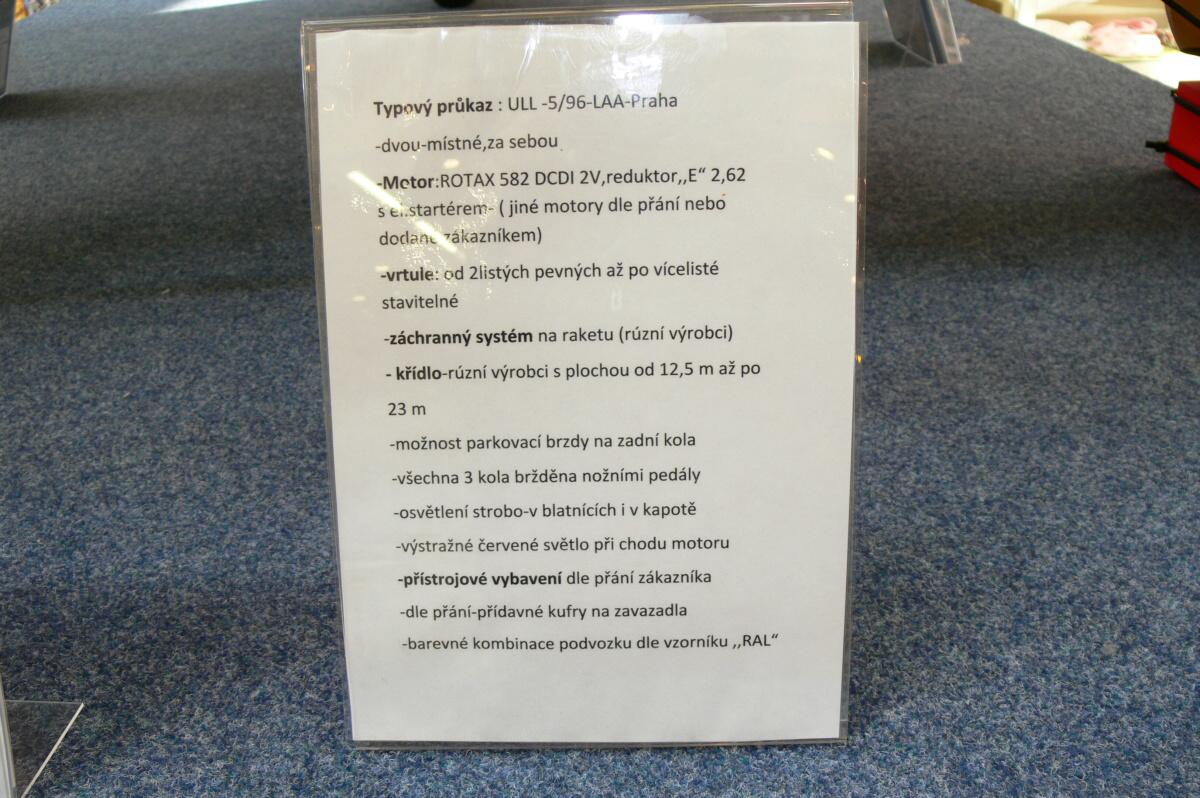 Typový průkaz : ULL -5/96-LAA-Praha
-dvou-místné,za sebou
-Motor:ROTAX 582 DCDI 2V,reduktor,,E“ 2,62
s el.startérem- ( jiné motory dle přání nebo
dodané zákazníkem)
-vrtule: od 2listých pevných až po vícelisté
stavitelné
-záchranný systém na raketu (rúzní výrobci)
- křídlo-rúzní výrobci s plochou od 12,5 m až po
23 m
-možnost parkovací brzdy na zadní kola
-všechna 3 kola bržděna nožními pedály
-osvětlení strobo-v blatnících i v kapotě
-výstražné červené světlo při chodu motoru
-přístrojové vybavení dle přání zákazníka
-dle přání-přídavné kufry na zavazadla
-barevné kombinace podvozku dle vzorníku ,,RAL“